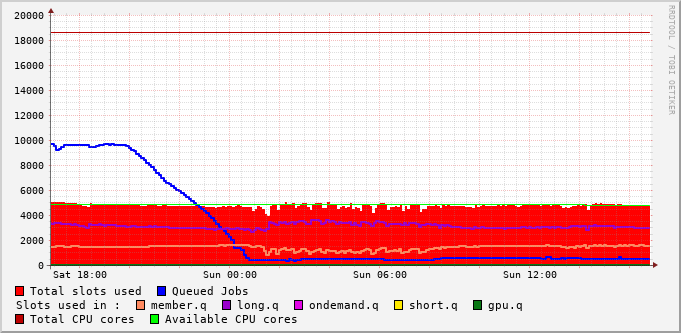 20000
18000
16000
14000
12000
10000
8000
6000
4000
2000
0
Sat 18:00 Sun 00:00 Sun 06:00 Sun 12:00
Total slots used Queued Jobs
Slots used in : member.q long.q ondemand.q short.q gpu.q
Total CPU cores Available CPU cores
RRDTOOL / TOBI OETIKER